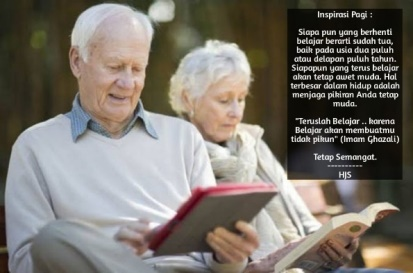 Inspirasi Pagi :
Siapa pun yang berhenti
belajar berarti sudah tua,
baik pada usia dua puluh
atau delapan puluh tahun.
Siapapun yang terus belajar
akan tetap awet muda. Hal
terbesar dalam hidup adalah
menjaga pikiran Anda tetap
muda.
"Teruslah Belajar .. karena
Belajar akan membuatmu
tidak pikun" (Imam Ghazali)
Tetap Semangat.
----------
HJS